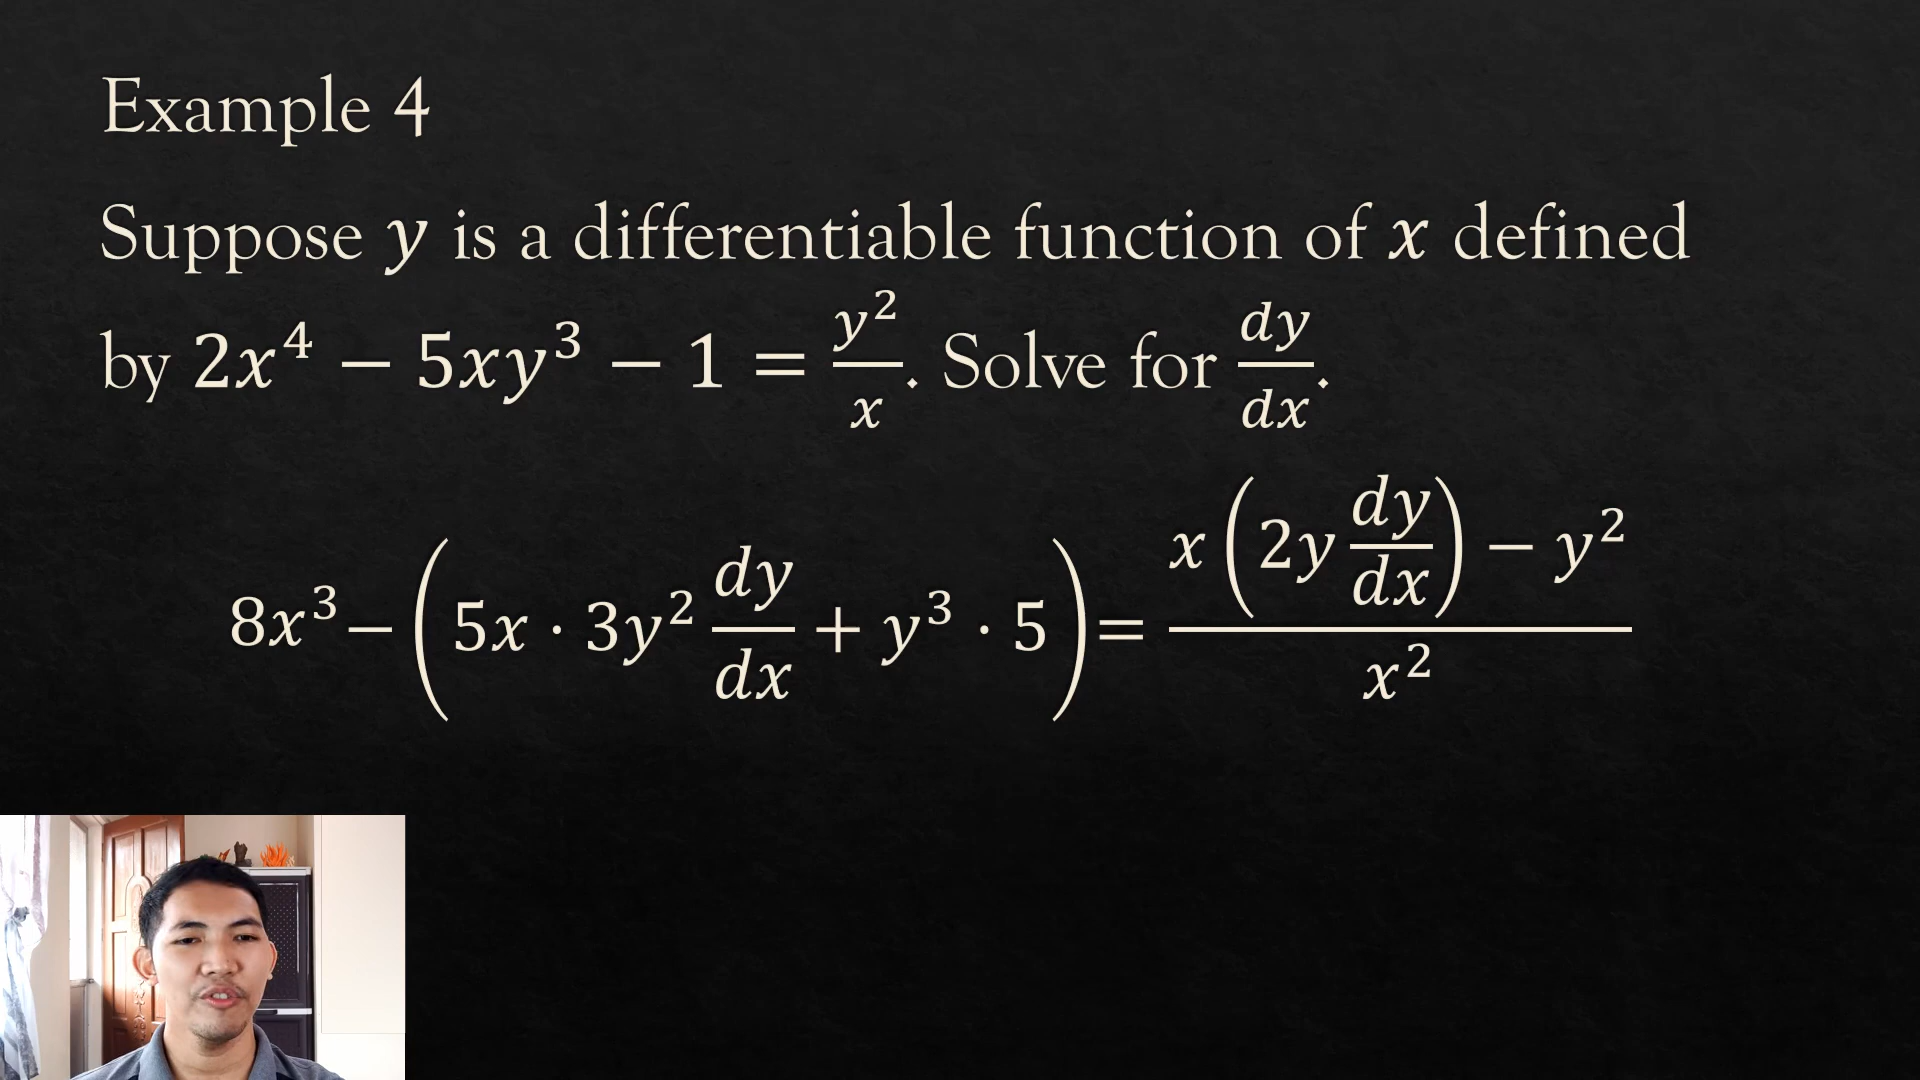 Example 4
Suppose y is a differentiable function of x defined
by 2x⁴ − 5xy³ − 1 = y²/x. Solve for dy/dx.
8x³ − (5x · 3y² dy/dx + y³ · 5) = (x(2y dy/dx) − y²)/x²